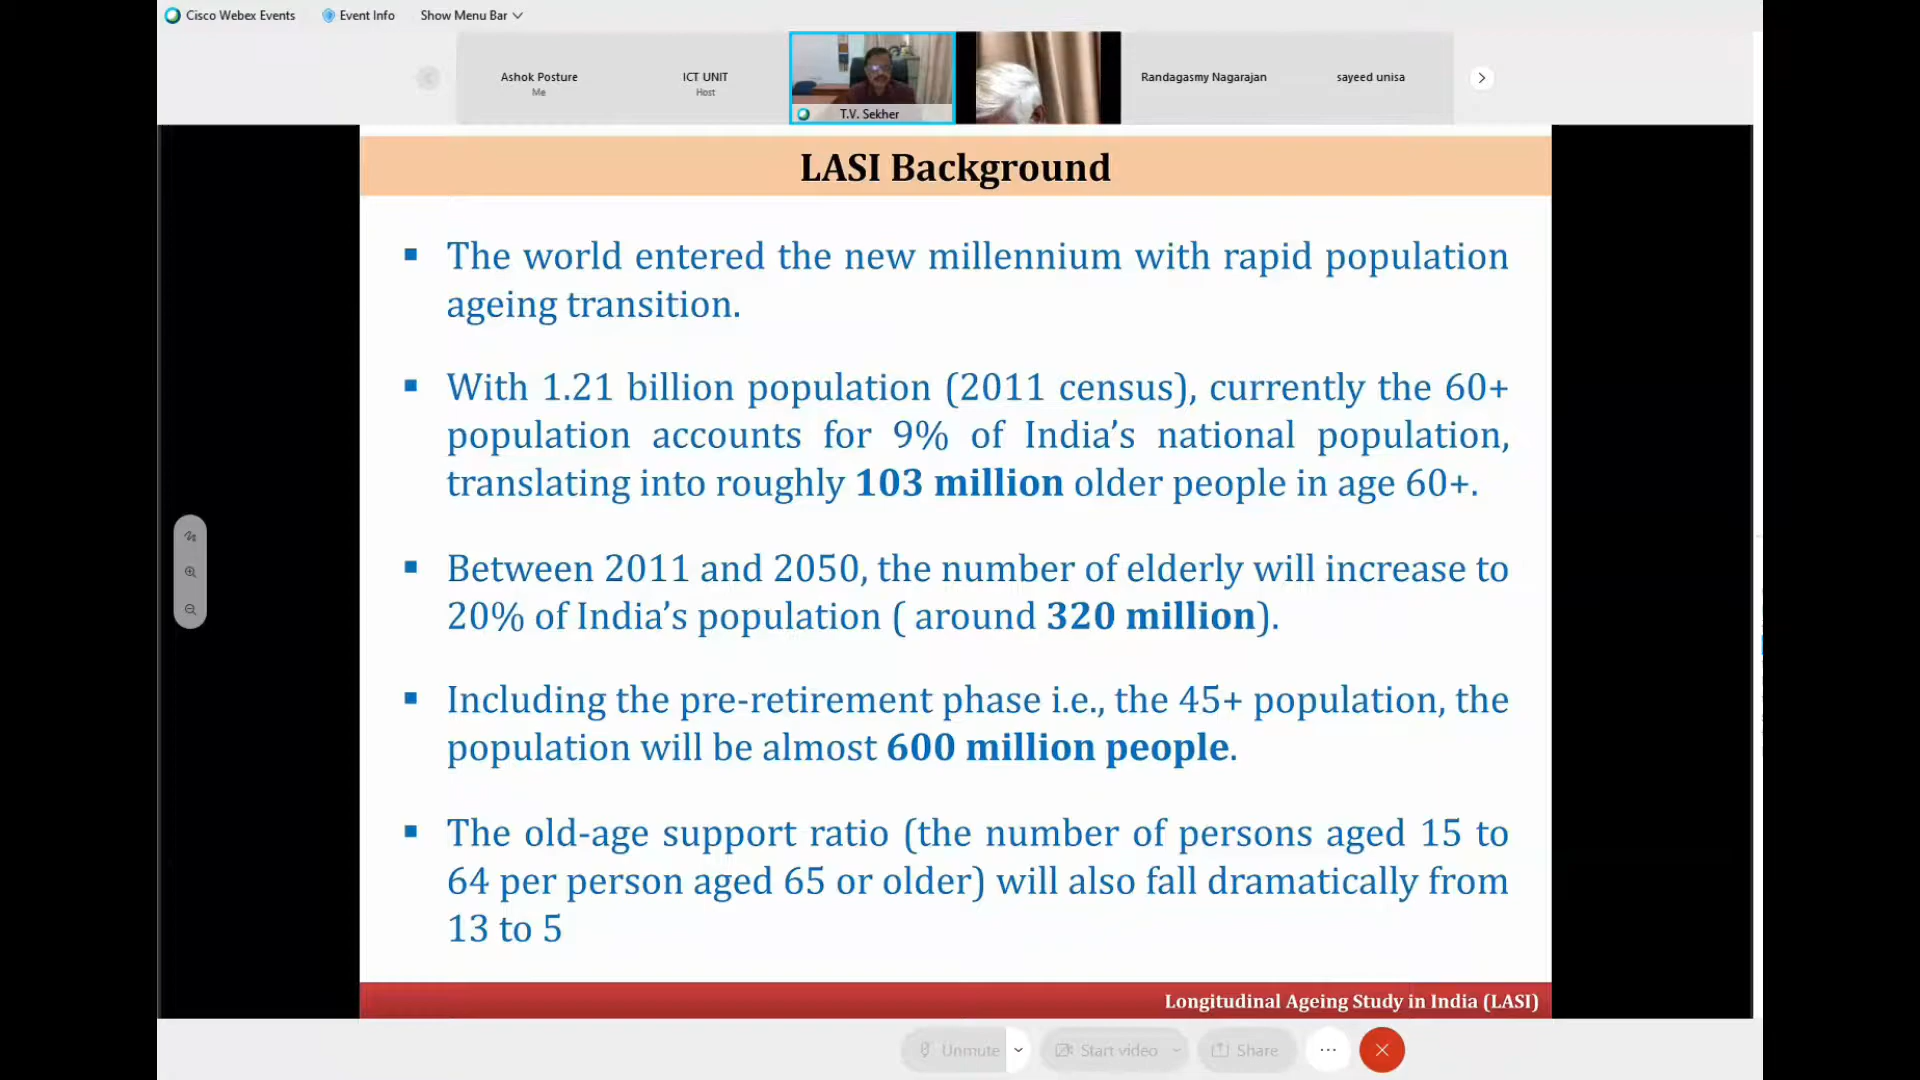 Cisco Webex Events
Event Info
Show Menu Bar
Ashok Posture
Me
ICT UNIT
Host
T.V. Sekher
Randagasmy Nagarajan
sayeed unisa
LASI Background
The world entered the new millennium with rapid population
ageing transition.
With 1.21 billion population (2011 census), currently the 60+
population accounts for 9% of India's national population,
translating into roughly 103 million older people in age 60+.
Between 2011 and 2050, the number of elderly will increase to
20% of India's population ( around 320 million).
Including the pre-retirement phase i.e., the 45+ population, the
population will be almost 600 million people.
The old-age support ratio (the number of persons aged 15 to
64 per person aged 65 or older) will also fall dramatically from
13 to 5
Longitudinal Ageing Study in India (LASI)
Unmute
Start video
Share